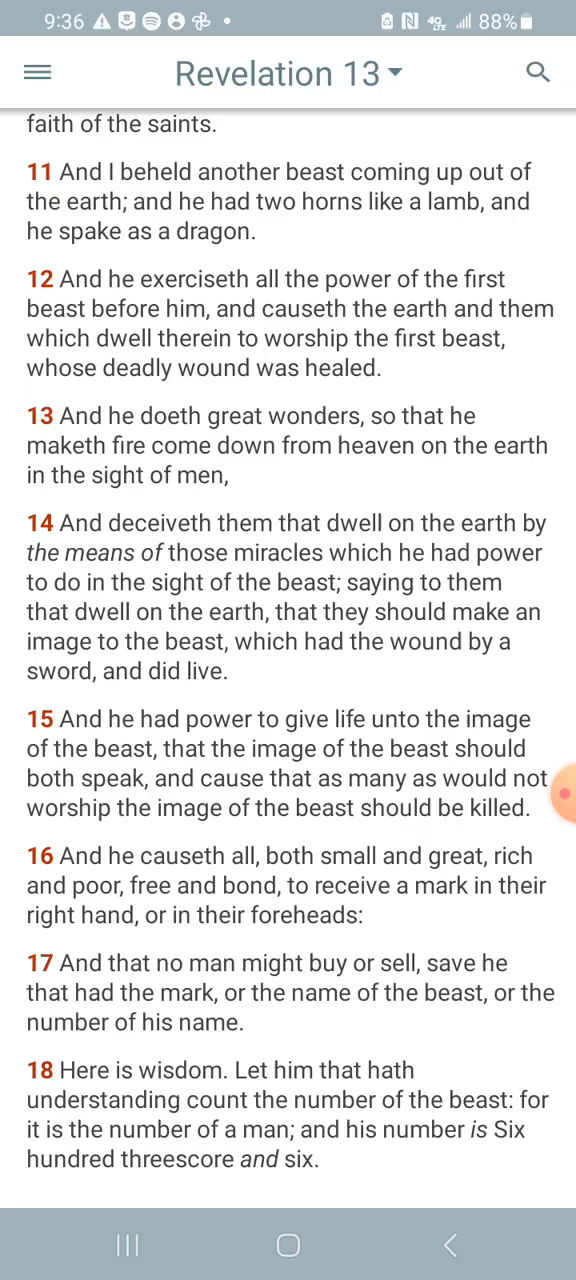 9:36
4G
LTE
88%
Revelation 13
faith of the saints.
11 And I beheld another beast coming up out of
the earth; and he had two horns like a lamb, and
he spake as a dragon.
12 And he exerciseth all the power of the first
beast before him, and causeth the earth and them
which dwell therein to worship the first beast,
whose deadly wound was healed.
13 And he doeth great wonders, so that he
maketh fire come down from heaven on the earth
in the sight of men,
14 And deceiveth them that dwell on the earth by
the means of those miracles which he had power
to do in the sight of the beast; saying to them
that dwell on the earth, that they should make an
image to the beast, which had the wound by a
sword, and did live.
15 And he had power to give life unto the image
of the beast, that the image of the beast should
both speak, and cause that as many as would not
worship the image of the beast should be killed.
16 And he causeth all, both small and great, rich
and poor, free and bond, to receive a mark in their
right hand, or in their foreheads:
17 And that no man might buy or sell, save he
that had the mark, or the name of the beast, or the
number of his name.
18 Here is wisdom. Let him that hath
understanding count the number of the beast: for
it is the number of a man; and his number is Six
hundred threescore and six.